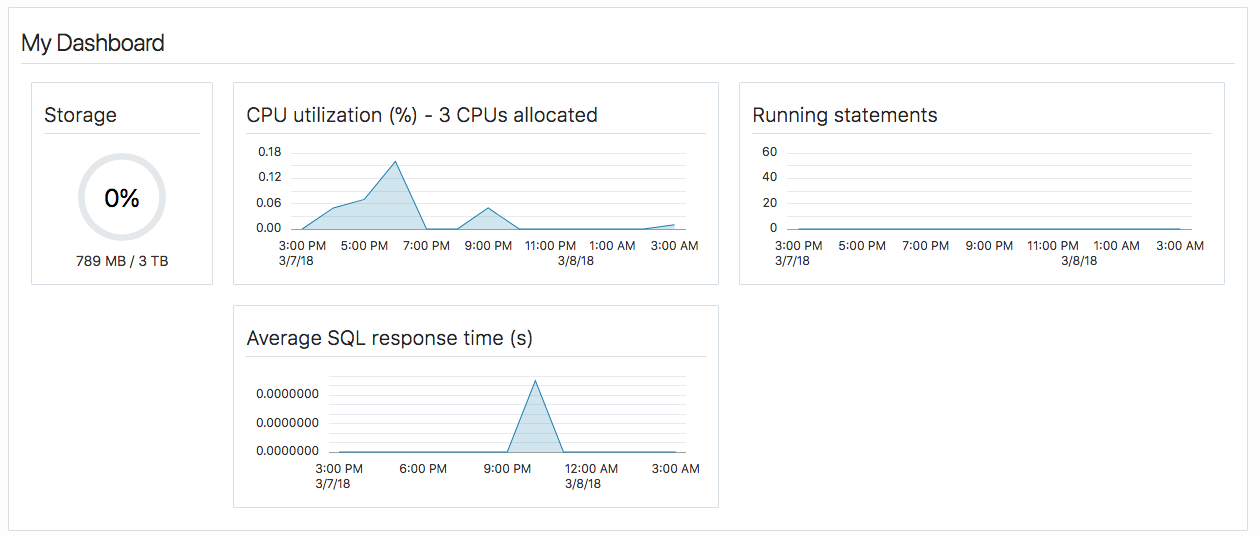 My Dashboard
Storage
0%
789 MB / 3 TB
CPU utilization (%) - 3 CPUs allocated
0.18
0.12
0.06
0.00
3:00 PM 5:00 PM 7:00 PM 9:00 PM 11:00 PM 1:00 AM 3:00 AM
3/7/18 3/8/18
Running statements
60
40
20
0
3:00 PM 5:00 PM 7:00 PM 9:00 PM 11:00 PM 1:00 AM 3:00 AM
3/7/18 3/8/18
Average SQL response time (s)
0.0000000
0.0000000
0.0000000
3:00 PM 6:00 PM 9:00 PM 12:00 AM 3:00 AM
3/7/18 3/8/18